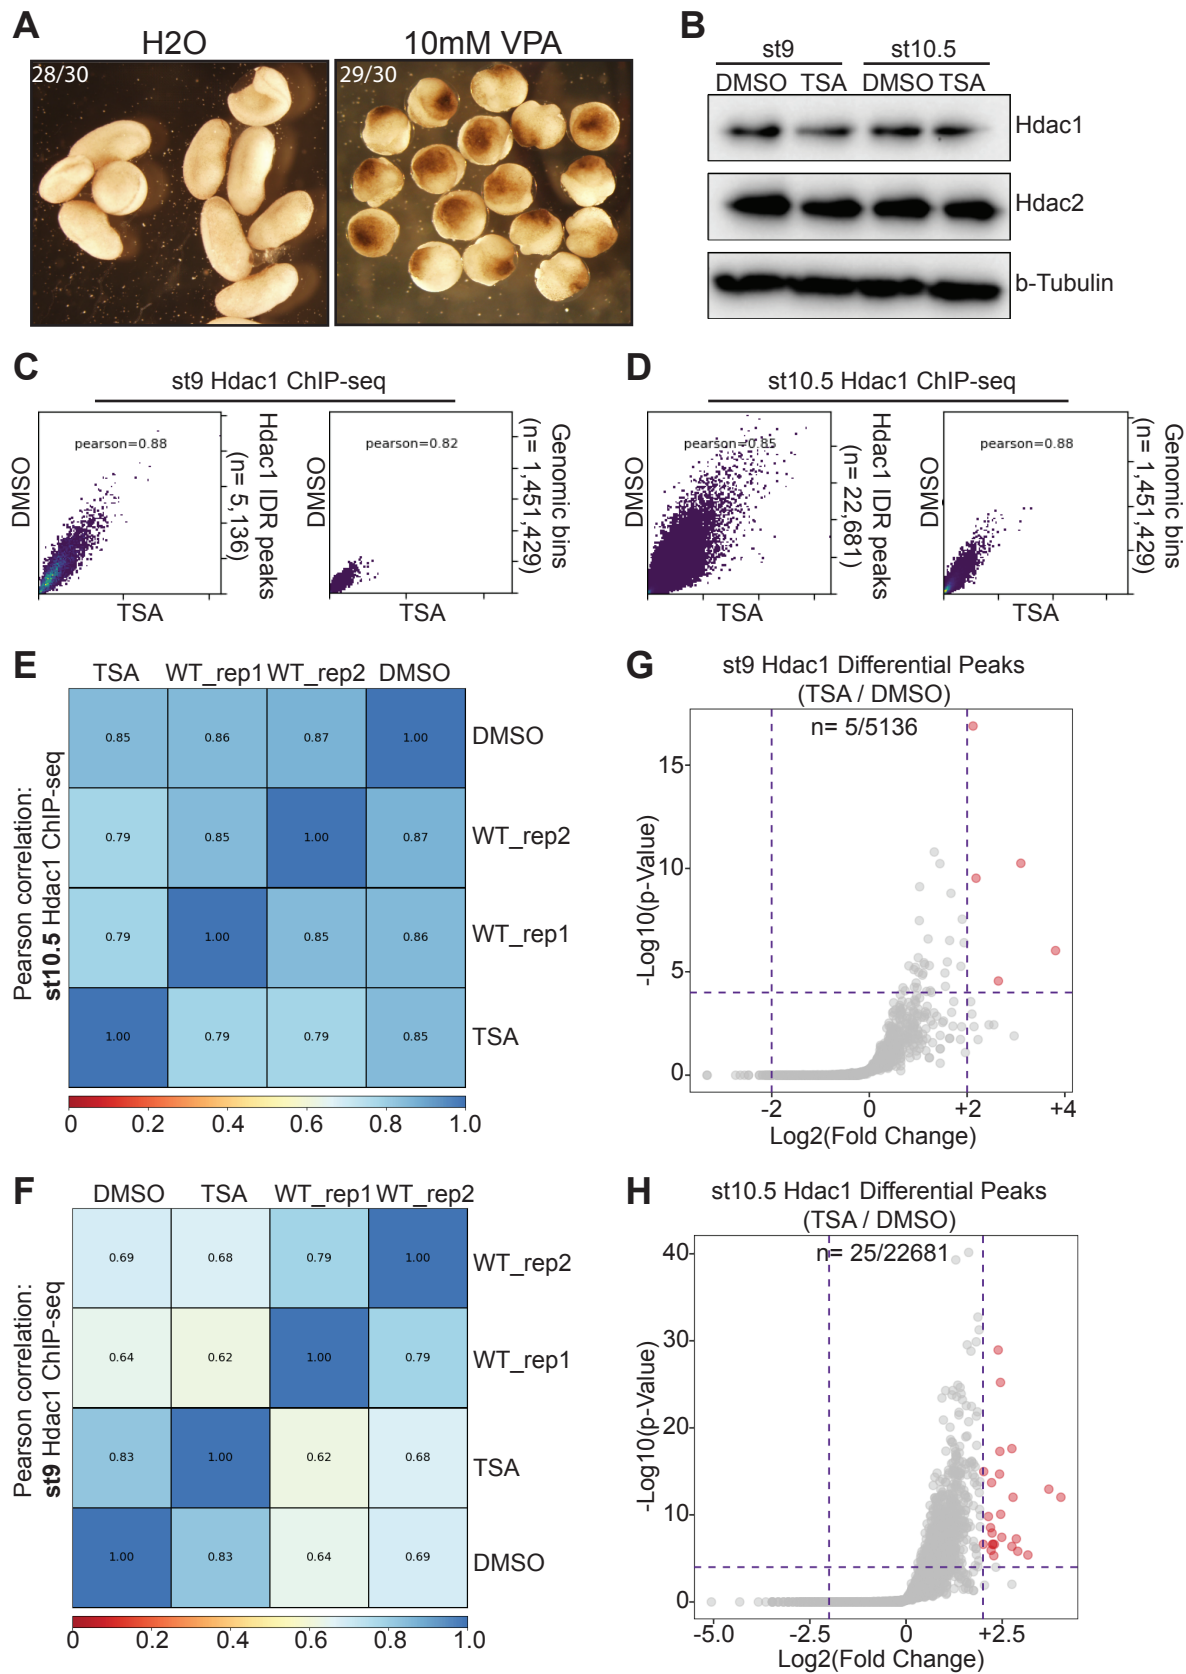 A
H2O
10mM VPA
28/30
29/30
B
st9
st10.5
DMSO TSA DMSO TSA
Hdac1
Hdac2
b-Tubulin
C
st9 Hdac1 ChIP-seq
pearson=0.88
DMSO
TSA
Hdac1 IDR peaks
(n= 5,136)
pearson=0.82
DMSO
TSA
Genomic bins
(n= 1,451,429)
D
st10.5 Hdac1 ChIP-seq
pearson=0.85
DMSO
TSA
Hdac1 IDR peaks
(n= 22,681)
pearson=0.88
DMSO
TSA
Genomic bins
(n= 1,451,429)
E
TSA WT_rep1 WT_rep2 DMSO
Pearson correlation:
st10.5 Hdac1 ChIP-seq
0.85 0.86 0.87 1.00 DMSO
0.79 0.85 1.00 0.87 WT_rep2
0.79 1.00 0.85 0.86 WT_rep1
1.00 0.79 0.79 0.85 TSA
0 0.2 0.4 0.6 0.8 1.0
F
DMSO TSA WT_rep1 WT_rep2
Pearson correlation:
st9 Hdac1 ChIP-seq
0.69 0.68 0.79 1.00 WT_rep2
0.64 0.62 1.00 0.79 WT_rep1
0.83 1.00 0.62 0.68 TSA
1.00 0.83 0.64 0.69 DMSO
0 0.2 0.4 0.6 0.8 1.0
G
st9 Hdac1 Differential Peaks
(TSA / DMSO)
n= 5/5136
-Log10(p-Value)
15
10
5
0
-2 0 +2 +4
Log2(Fold Change)
H
st10.5 Hdac1 Differential Peaks
(TSA / DMSO)
n= 25/22681
-Log10(p-Value)
40
30
20
10
0
-5.0 0 +2.5
Log2(Fold Change)